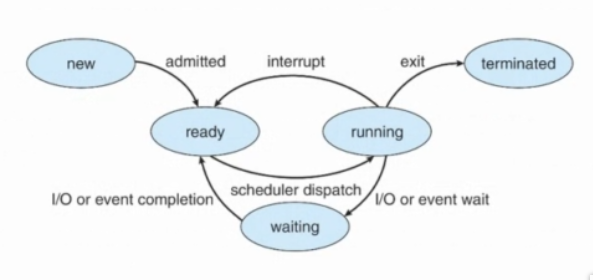 new
admitted
interrupt
exit
terminated
ready
running
scheduler dispatch
I/O or event completion
I/O or event wait
waiting